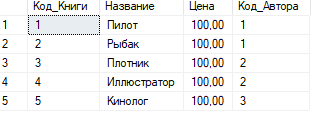 Код_Книги Название Цена Код_Автора
1 1 Пилот 100,00 1
2 2 Рыбак 100,00 1
3 3 Плотник 100,00 2
4 4 Иллюстратор 100,00 2
5 5 Кинолог 100,00 3